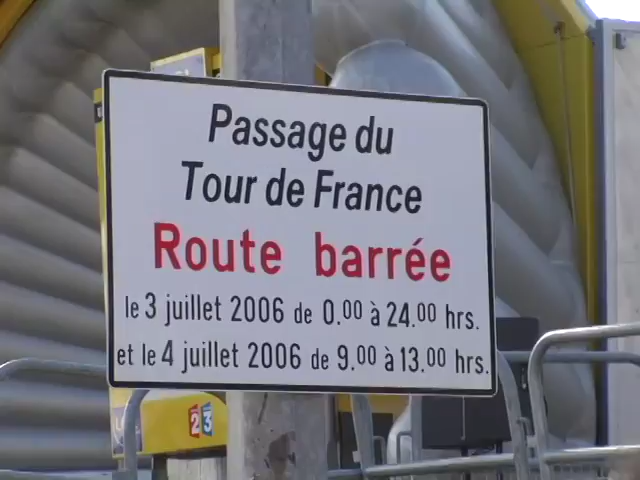 Passage du
Tour de France
Route barrée
le 3 juillet 2006 de 0.00 à 24.00 hrs.
et le 4 juillet 2006 de 9.00 à 13.00 hrs.
2 3